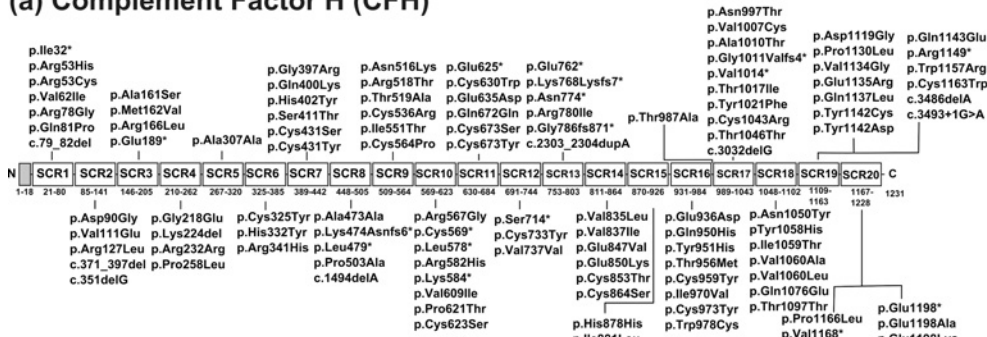 (a) Complement Factor H (CFH)
p.Ile32*
p.Arg53His
p.Arg53Cys
p.Val62Ile
p.Arg78Gly
p.Gln81Pro
c.79_82del
p.Ala161Ser
p.Met162Val
p.Arg166Leu
p.Glu189*
p.Ala307Ala
p.Gly397Arg
p.Gln400Lys
p.His402Tyr
p.Ser411Thr
p.Cys431Ser
p.Cys431Tyr
p.Asn516Lys
p.Arg518Thr
p.Thr519Ala
p.Cys536Arg
p.Ile551Thr
p.Cys564Pro
p.Glu625*
p.Cys630Trp
p.Glu635Asp
p.Gln672Gln
p.Cys673Ser
p.Cys673Tyr
p.Glu762*
p.Lys768Lysfs7*
p.Asn774*
p.Arg780Ile
p.Gly786fs871*
c.2303_2304dupA
p.Thr987Ala
p.Asn997Thr
p.Val1007Cys
p.Ala1010Thr
p.Gly1011Valfs4*
p.Val1014*
p.Thr1017Ile
p.Tyr1021Phe
p.Cys1043Arg
p.Thr1046Thr
c.3032delG
p.Asp1119Gly
p.Pro1130Leu
p.Val1134Gly
p.Glu1135Arg
p.Gln1137Leu
p.Tyr1142Cys
p.Tyr1142Asp
p.Gln1143Glu
p.Arg1149*
p.Trp1157Arg
p.Cys1163Trp
c.3486delA
c.3493+1G>A
N SCR1 SCR2 SCR3 SCR4 SCR5 SCR6 SCR7 SCR8 SCR9 SCR10 SCR11 SCR12 SCR13 SCR14 SCR15 SCR16 SCR17 SCR18 SCR19 SCR20 C
1-18 21-80 85-141 146-205 210-262 267-320 325-385 389-442 448-505 509-564 569-623 630-684 691-744 753-803 811-864 870-926 931-984 989-1043 1048-1102 1109-1163 1167-1228 1231
p.Asp90Gly
p.Val111Glu
p.Arg127Leu
c.371_397del
c.351delG
p.Gly218Glu
p.Lys224del
p.Arg232Arg
p.Pro258Leu
p.Cys325Tyr
p.His332Tyr
p.Arg341His
p.Ala473Ala
p.Lys474Asnfs6*
p.Leu479*
p.Pro503Ala
c.1494delA
p.Arg567Gly
p.Cys569*
p.Leu578*
p.Arg582His
p.Lys584*
p.Val609Ile
p.Pro621Thr
p.Cys623Ser
p.Ser714*
p.Cys733Tyr
p.Val737Val
p.Val835Leu
p.Val837Ile
p.Glu847Val
p.Glu850Lys
p.Cys853Thr
p.Cys864Ser
p.His878His
p.Glu936Asp
p.Gln950His
p.Tyr951His
p.Thr956Met
p.Cys959Tyr
p.Ile970Val
p.Cys973Tyr
p.Trp978Cys
p.Asn1050Tyr
pTyr1058His
p.Ile1059Thr
p.Val1060Ala
p.Val1060Leu
p.Gln1076Glu
p.Thr1097Thr
p.Pro1166Leu
p.Val1168*
p.Glu1198*
p.Glu1198Ala